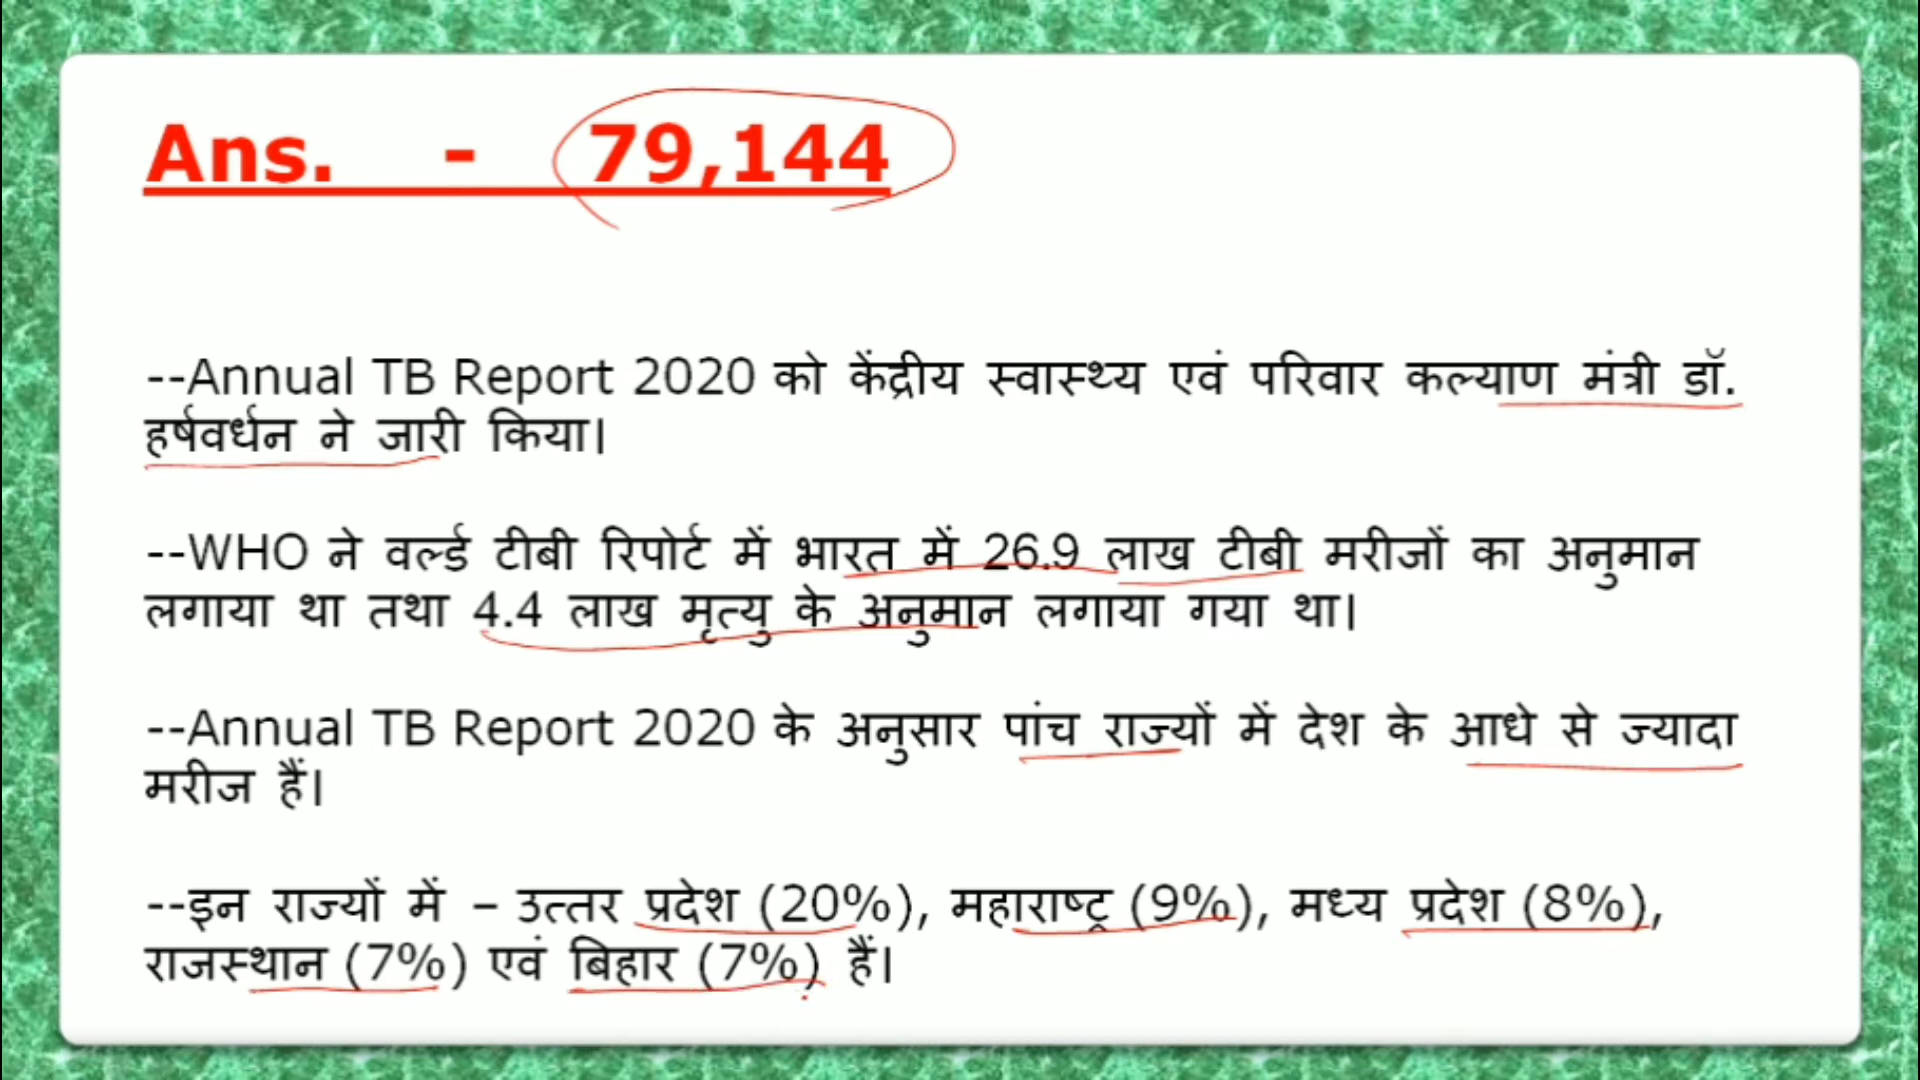 Ans. - 79,144
--Annual TB Report 2020 को केंद्रीय स्वास्थ्य एवं परिवार कल्याण मंत्री डॉ.
हर्षवर्धन ने जारी किया।
--WHO ने वर्ल्ड टीबी रिपोर्ट में भारत में 26.9 लाख टीबी मरीजों का अनुमान
लगाया था तथा 4.4 लाख मृत्यु के अनुमान लगाया गया था।
--Annual TB Report 2020 के अनुसार पांच राज्यों में देश के आधे से ज्यादा
मरीज हैं।
--इन राज्यों में – उत्तर प्रदेश (20%), महाराष्ट्र (9%), मध्य प्रदेश (8%),
राजस्थान (7%) एवं बिहार (7%) हैं।